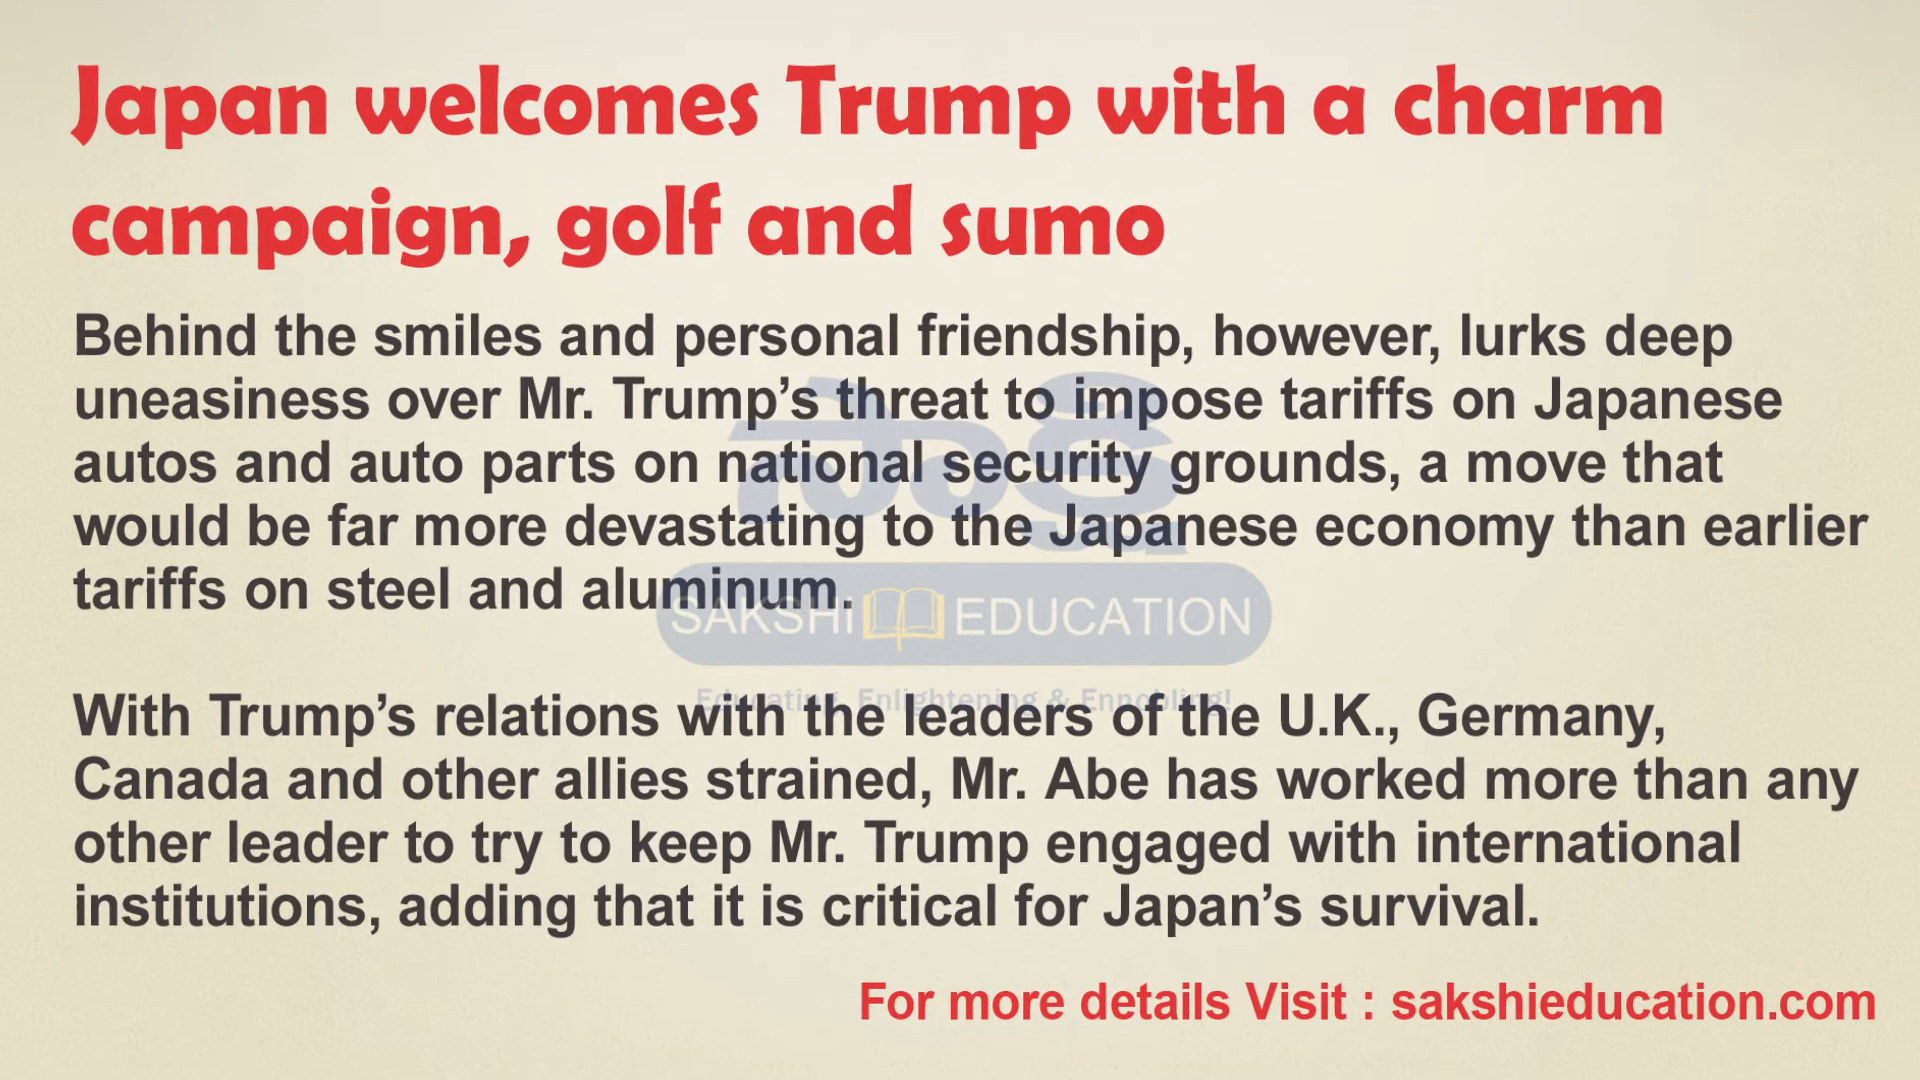 Japan welcomes Trump with a charm
campaign, golf and sumo
Behind the smiles and personal friendship, however, lurks deep
uneasiness over Mr. Trump’s threat to impose tariffs on Japanese
autos and auto parts on national security grounds, a move that
would be far more devastating to the Japanese economy than earlier
tariffs on steel and aluminum.
సాక్షి
SAKSHI EDUCATION
Educating, Enlightening & Ennobling!
With Trump’s relations with the leaders of the U.K., Germany,
Canada and other allies strained, Mr. Abe has worked more than any
other leader to try to keep Mr. Trump engaged with international
institutions, adding that it is critical for Japan’s survival.
For more details Visit : sakshieducation.com